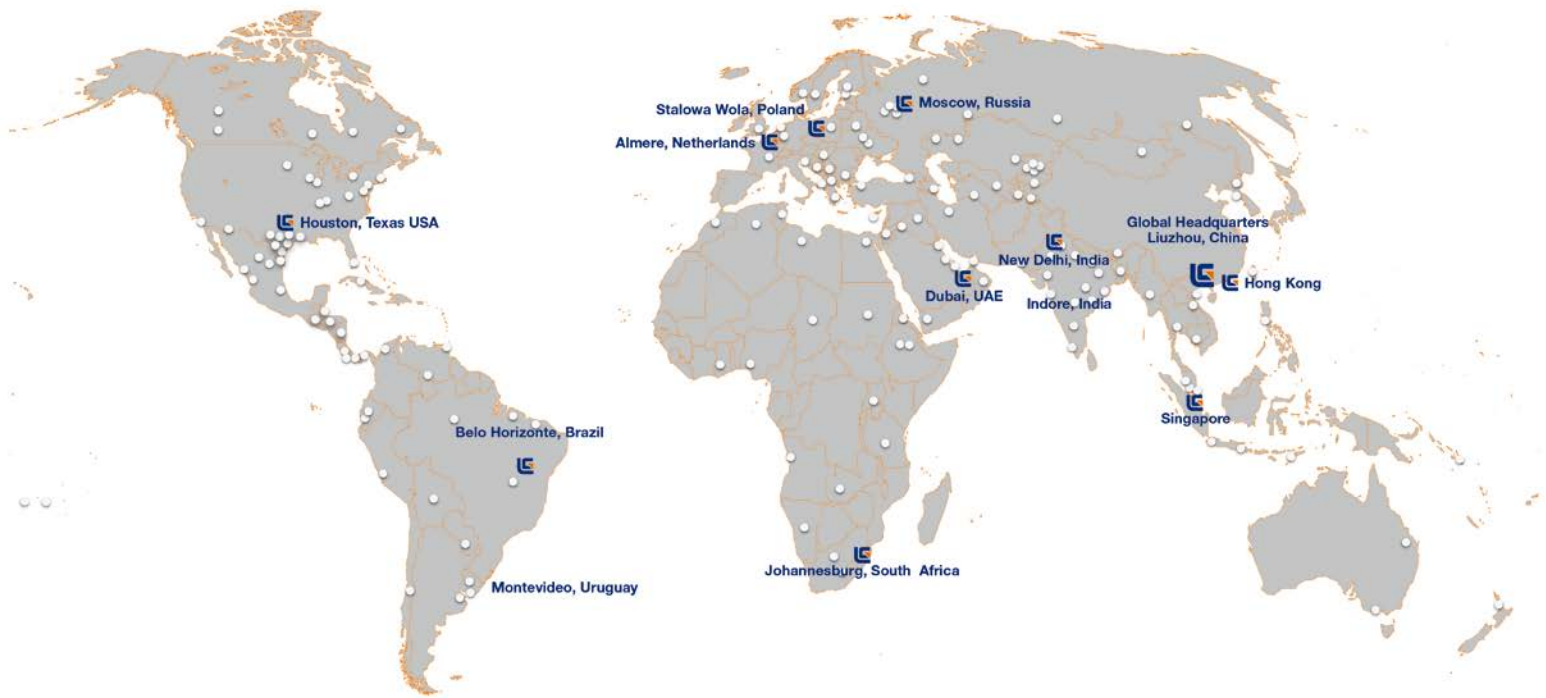 Stalowa Wola, Poland
Moscow, Russia
Almere, Netherlands
Houston, Texas USA
Global Headquarters
Liuzhou, China
New Delhi, India
Hong Kong
Dubai, UAE
Indore, India
Singapore
Belo Horizonte, Brazil
Johannesburg, South Africa
Montevideo, Uruguay